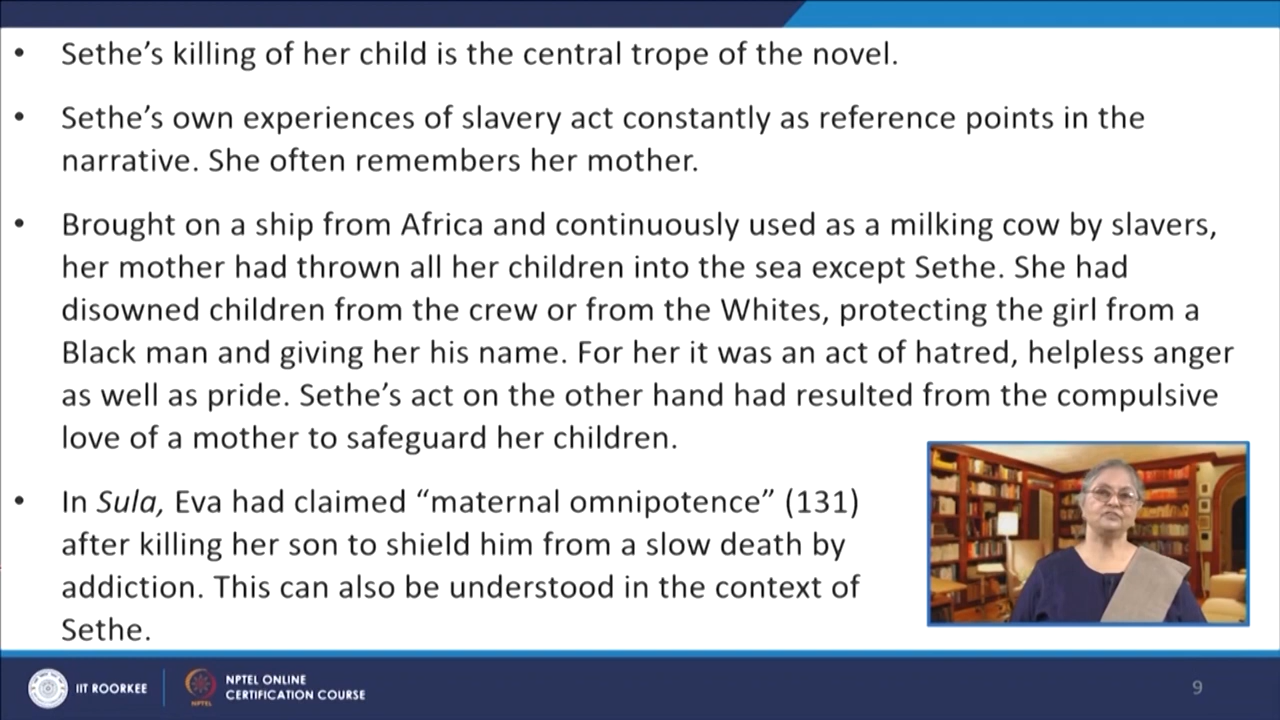 • Sethe’s killing of her child is the central trope of the novel.
• Sethe’s own experiences of slavery act constantly as reference points in the
narrative. She often remembers her mother.
• Brought on a ship from Africa and continuously used as a milking cow by slavers,
her mother had thrown all her children into the sea except Sethe. She had
disowned children from the crew or from the Whites, protecting the girl from a
Black man and giving her his name. For her it was an act of hatred, helpless anger
as well as pride. Sethe’s act on the other hand had resulted from the compulsive
love of a mother to safeguard her children.
• In Sula, Eva had claimed “maternal omnipotence” (131)
after killing her son to shield him from a slow death by
addiction. This can also be understood in the context of
Sethe.
IIT ROORKEE
NPTEL
NPTEL ONLINE
CERTIFICATION COURSE
9